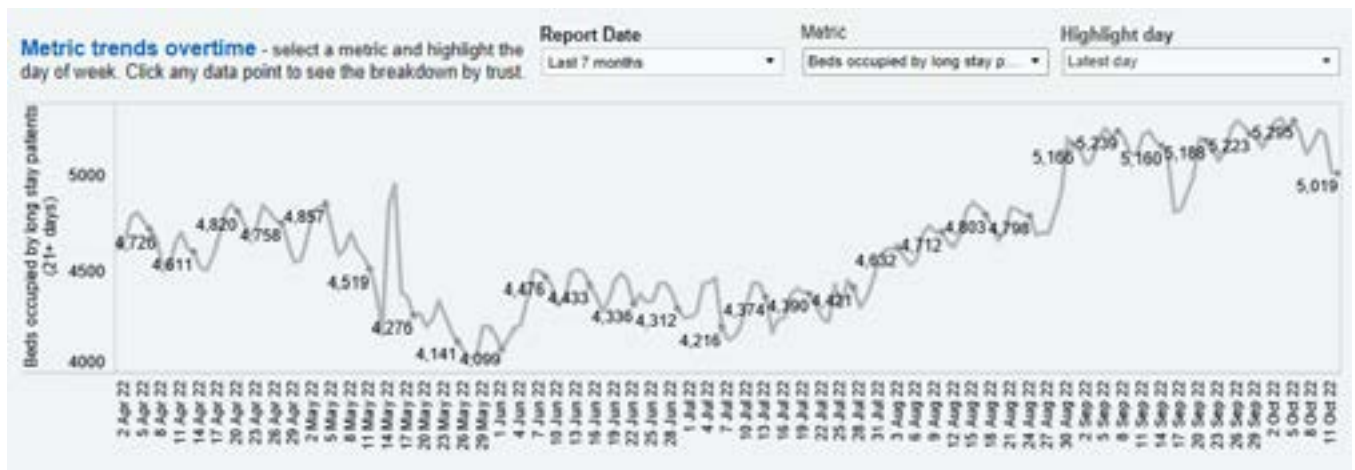 Metric trends overtime - select a metric and highlight the
day of week. Click any data point to see the breakdown by trust.
Report Date
Last 7 months
Metric
Beds occupied by long stay p...
Highlight day
Latest day
Beds occupied by long stay patients
(21+ days)
5000
4500
4000
4,726
4,611
4,820
4,758
4,857
4,519
4,276
4,141
4,099
4,476
4,433
4,336
4,312
4,216
4,374
4,390
4,421
4,632
4,712
4,803
4,798
5,166
5,239
5,160
5,188
5,223
5,295
5,019
2 Apr 22
5 Apr 22
8 Apr 22
11 Apr 22
14 Apr 22
17 Apr 22
20 Apr 22
23 Apr 22
26 Apr 22
29 Apr 22
2 May 22
5 May 22
8 May 22
11 May 22
14 May 22
17 May 22
20 May 22
23 May 22
26 May 22
29 May 22
1 Jun 22
4 Jun 22
7 Jun 22
10 Jun 22
13 Jun 22
16 Jun 22
19 Jun 22
22 Jun 22
25 Jun 22
28 Jun 22
1 Jul 22
4 Jul 22
7 Jul 22
10 Jul 22
13 Jul 22
16 Jul 22
19 Jul 22
22 Jul 22
25 Jul 22
28 Jul 22
31 Jul 22
3 Aug 22
6 Aug 22
9 Aug 22
12 Aug 22
15 Aug 22
18 Aug 22
21 Aug 22
24 Aug 22
27 Aug 22
30 Aug 22
2 Sep 22
5 Sep 22
8 Sep 22
11 Sep 22
14 Sep 22
17 Sep 22
20 Sep 22
23 Sep 22
26 Sep 22
29 Sep 22
2 Oct 22
5 Oct 22
8 Oct 22
11 Oct 22